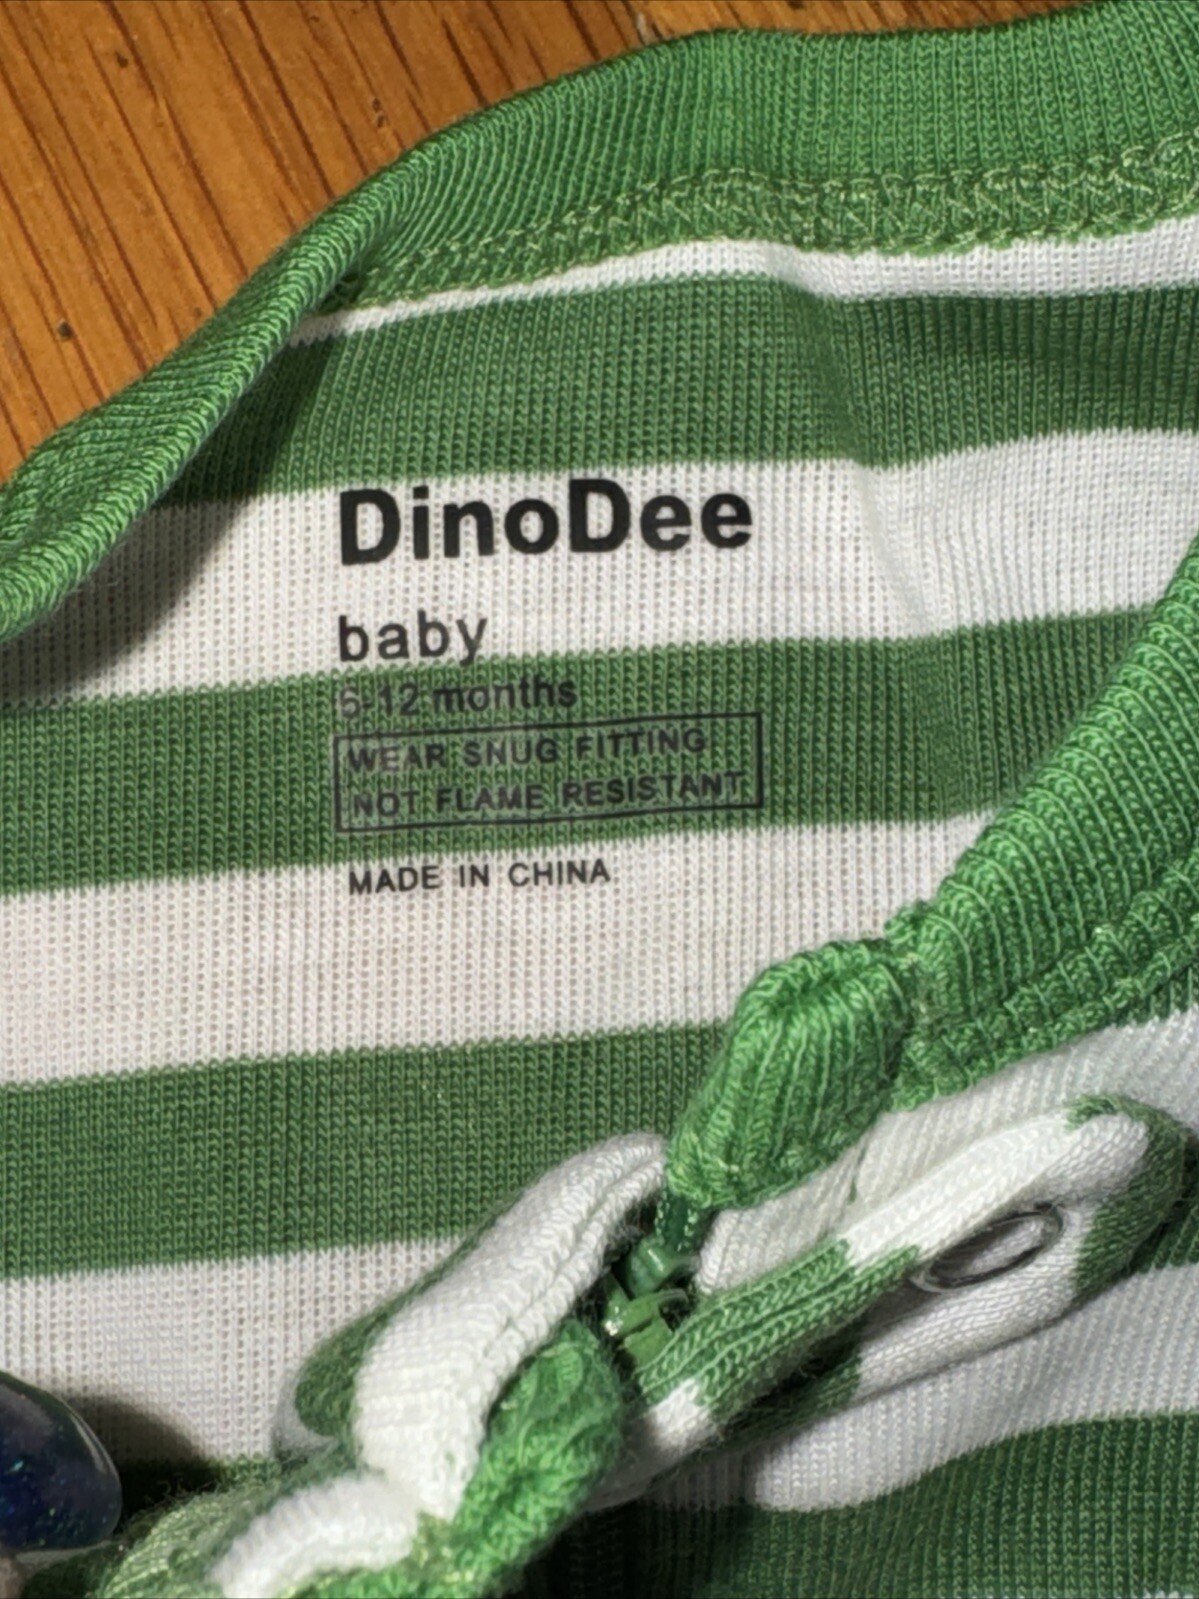 DinoDee
baby
6-12 months
WEAR SNUG FITTING
NOT FLAME RESISTANT
MADE IN CHINA